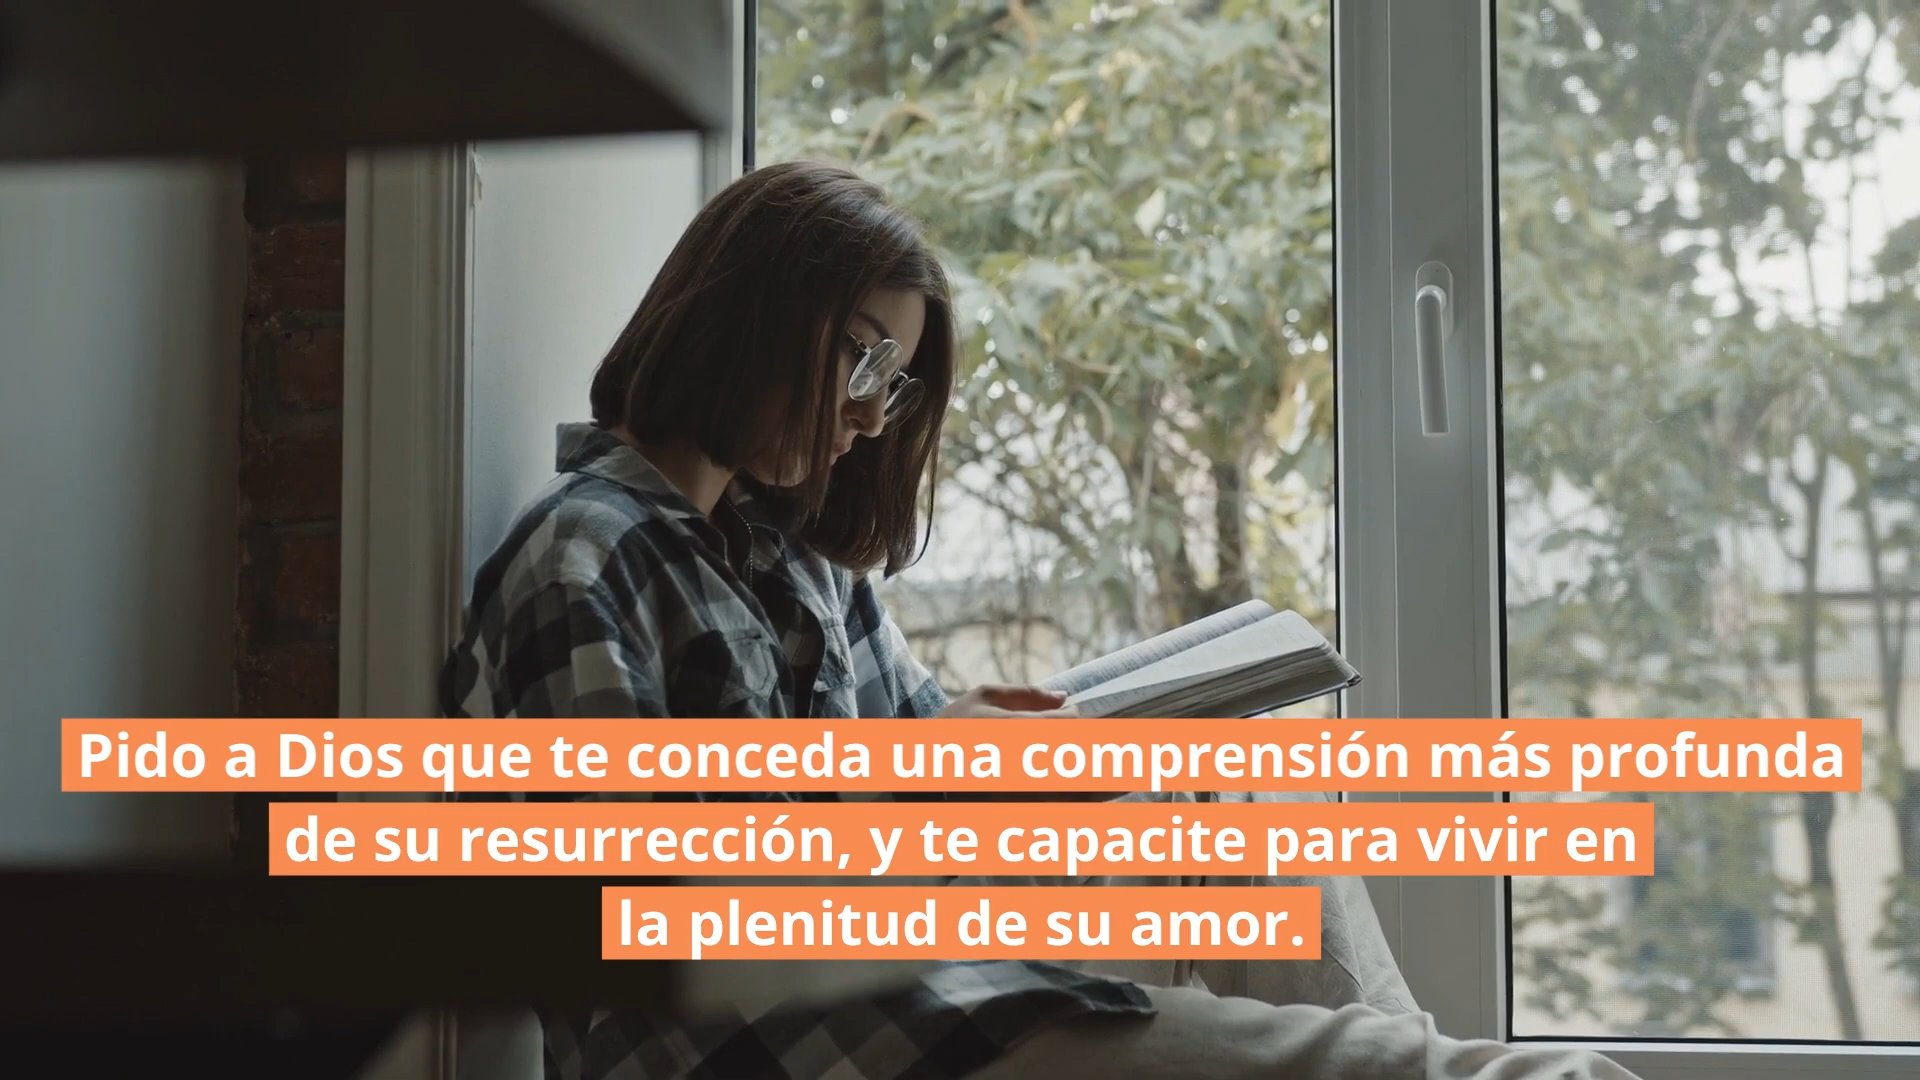 Pido a Dios que te conceda una comprensión más profunda
de su resurrección, y te capacite para vivir en
la plenitud de su amor.